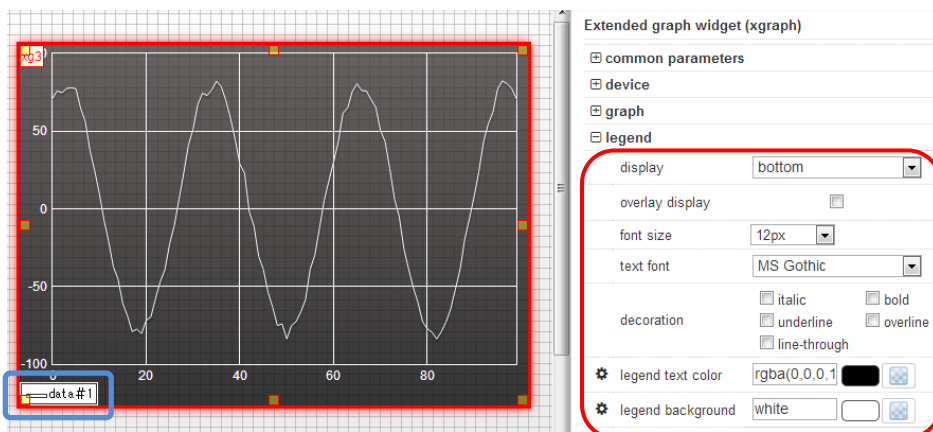 xg3
50
0
-50
-100
0
20
40
60
80
data#1
Extended graph widget (xgraph)
common parameters
device
graph
legend
display
bottom
overlay display
font size
12px
text font
MS Gothic
decoration
italic
bold
underline
overline
line-through
legend text color
rgba(0,0,0,1
legend background
white